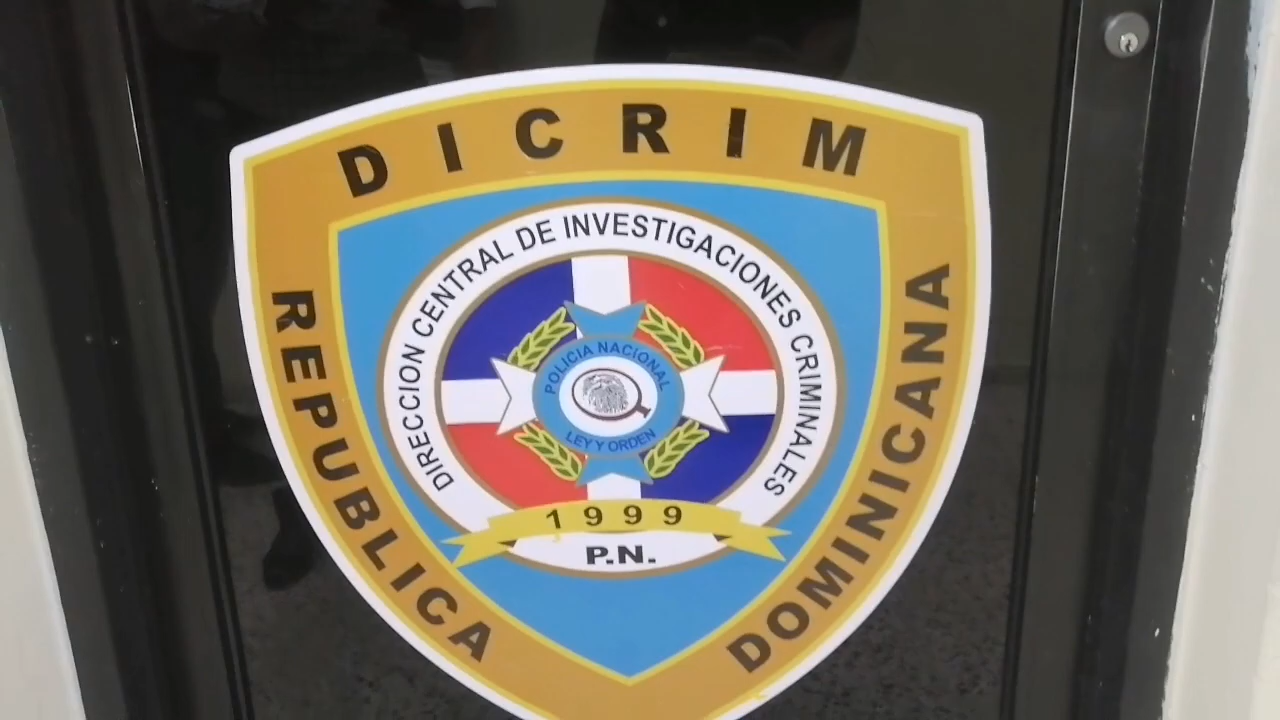 DICRIM
REPUBLICA
DOMINICANA
DIRECCION CENTRAL DE INVESTIGACIONES CRIMINALES
POLICIA NACIONAL
LEY Y ORDEN
1999
P.N.